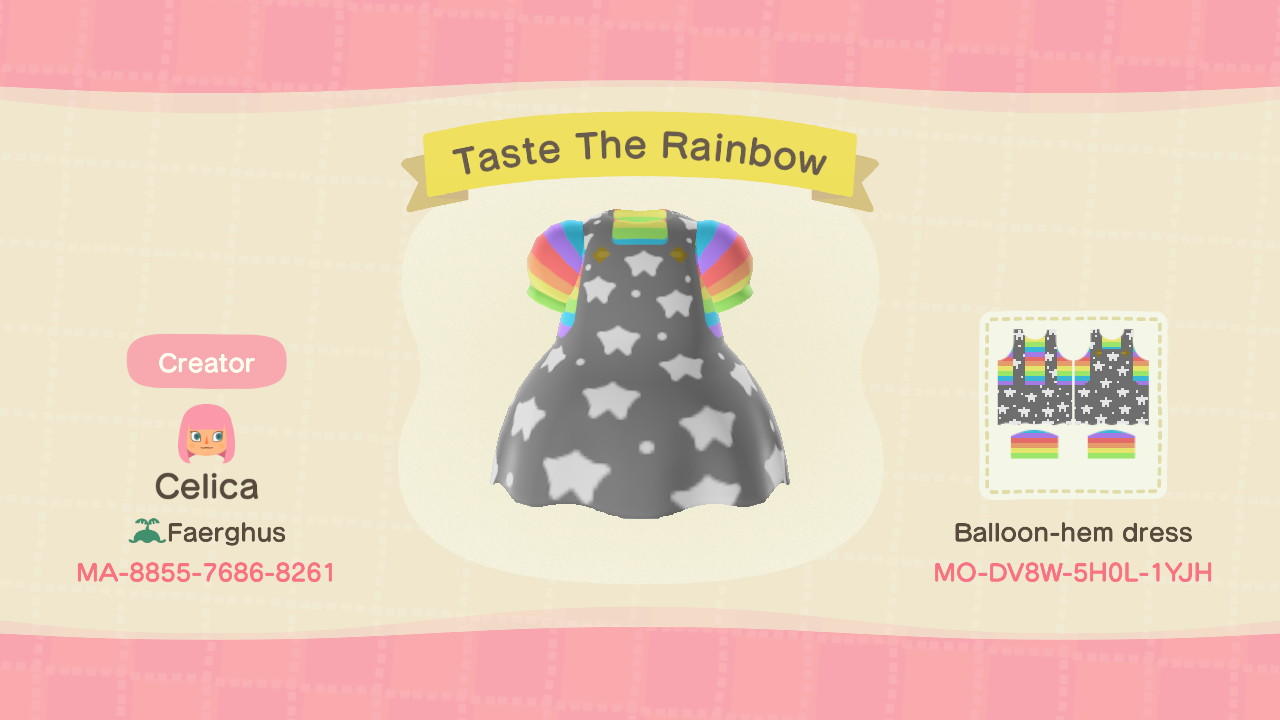 Taste The Rainbow
Creator
Celica
Faerghus
MA-8855-7686-8261
Balloon-hem dress
MO-DV8W-5H0L-1YJH